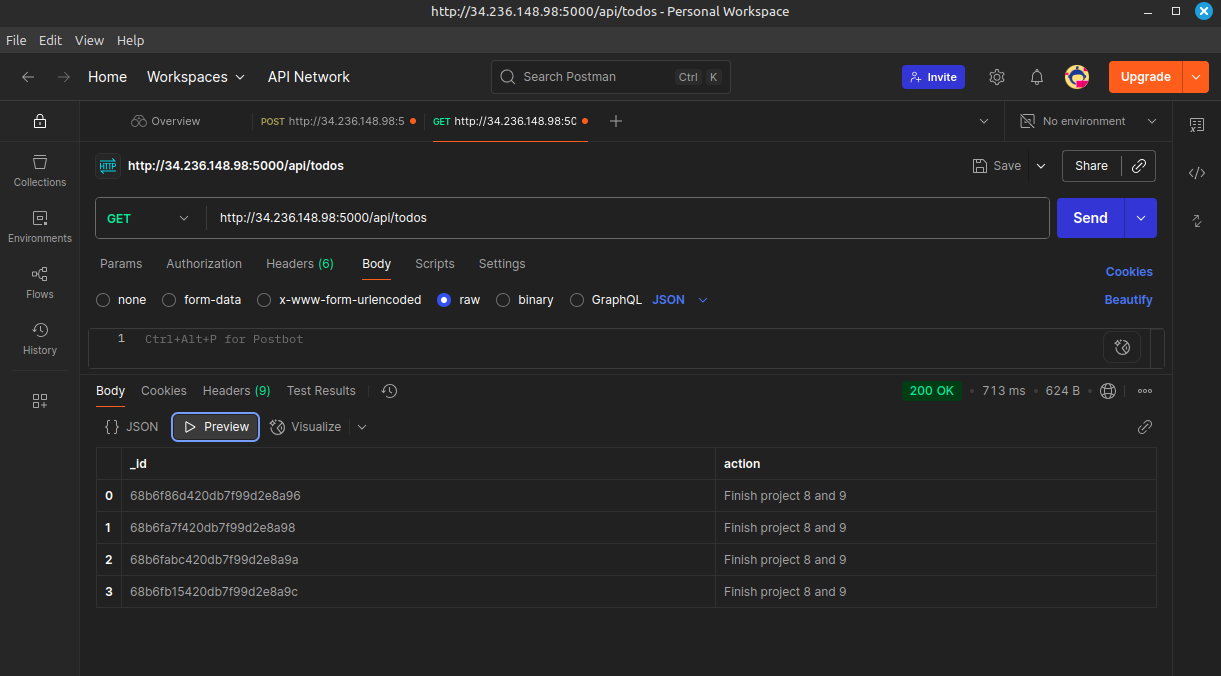 http://34.236.148.98:5000/api/todos - Personal Workspace
File Edit View Help
Home Workspaces API Network Search Postman Ctrl K Invite Upgrade
Overview POST http://34.236.148.98:5 GET http://34.236.148.98:50 No environment
HTTP http://34.236.148.98:5000/api/todos Save Share
Collections
Environments
Flows
History
GET http://34.236.148.98:5000/api/todos Send
Params Authorization Headers (6) Body Scripts Settings Cookies
none form-data x-www-form-urlencoded raw binary GraphQL JSON Beautify
1 Ctrl+Alt+P for Postbot
Body Cookies Headers (9) Test Results 200 OK 713 ms 624 B
{} JSON Preview Visualize
_id action
0 68b6f86d420db7f99d2e8a96 Finish project 8 and 9
1 68b6fa7f420db7f99d2e8a98 Finish project 8 and 9
2 68b6fabc420db7f99d2e8a9a Finish project 8 and 9
3 68b6fb15420db7f99d2e8a9c Finish project 8 and 9